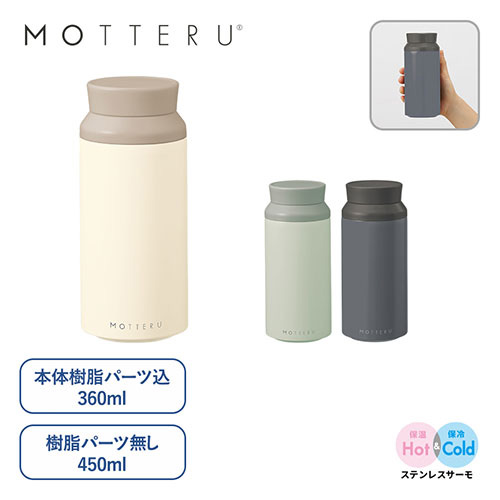 MOTTERU®
MOTTERU
MOTTERU
MOTTERU
本体樹脂パーツ込
360ml
樹脂パーツ無し
450ml
保温
保冷
Hot & Cold
ステンレスサーモ